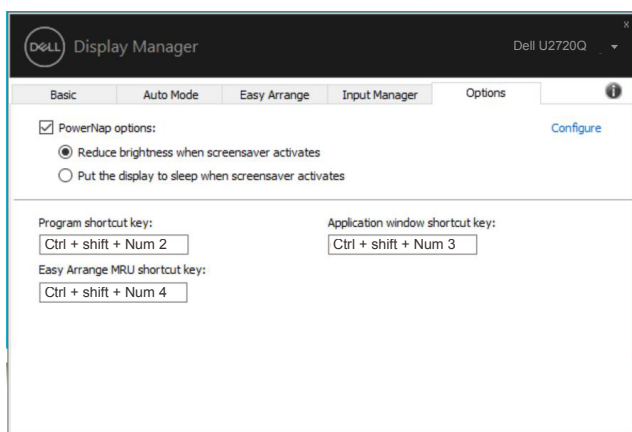 DELL Display Manager
Dell U2720Q
x
Basic Auto Mode Easy Arrange Input Manager Options
PowerNap options: Configure
Reduce brightness when screensaver activates
Put the display to sleep when screensaver activates
Program shortcut key: Application window shortcut key:
Ctrl + shift + Num 2 Ctrl + shift + Num 3
Easy Arrange MRU shortcut key:
Ctrl + shift + Num 4